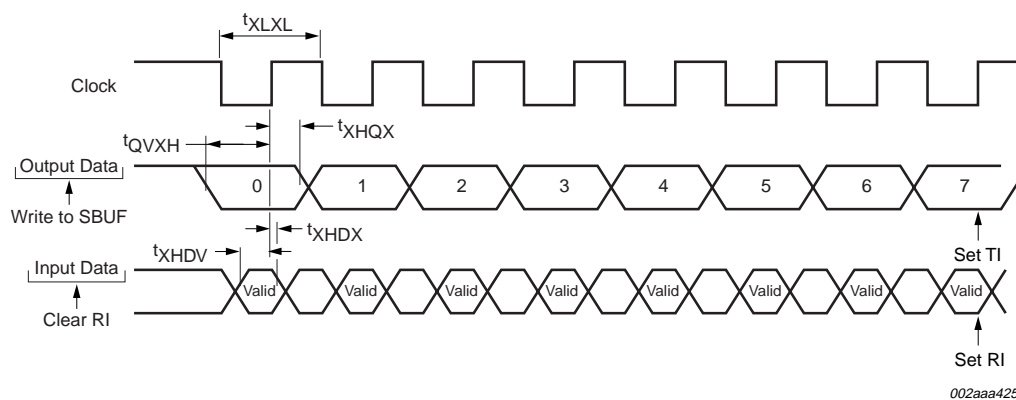 tXLXL
Clock
tQVXH
tXHQX
Output Data
0 1 2 3 4 5 6 7
Write to SBUF
tXHDX
Set TI
tXHDV
Input Data
Valid Valid Valid Valid Valid Valid Valid Valid
Clear RI
Set RI
002aaa425